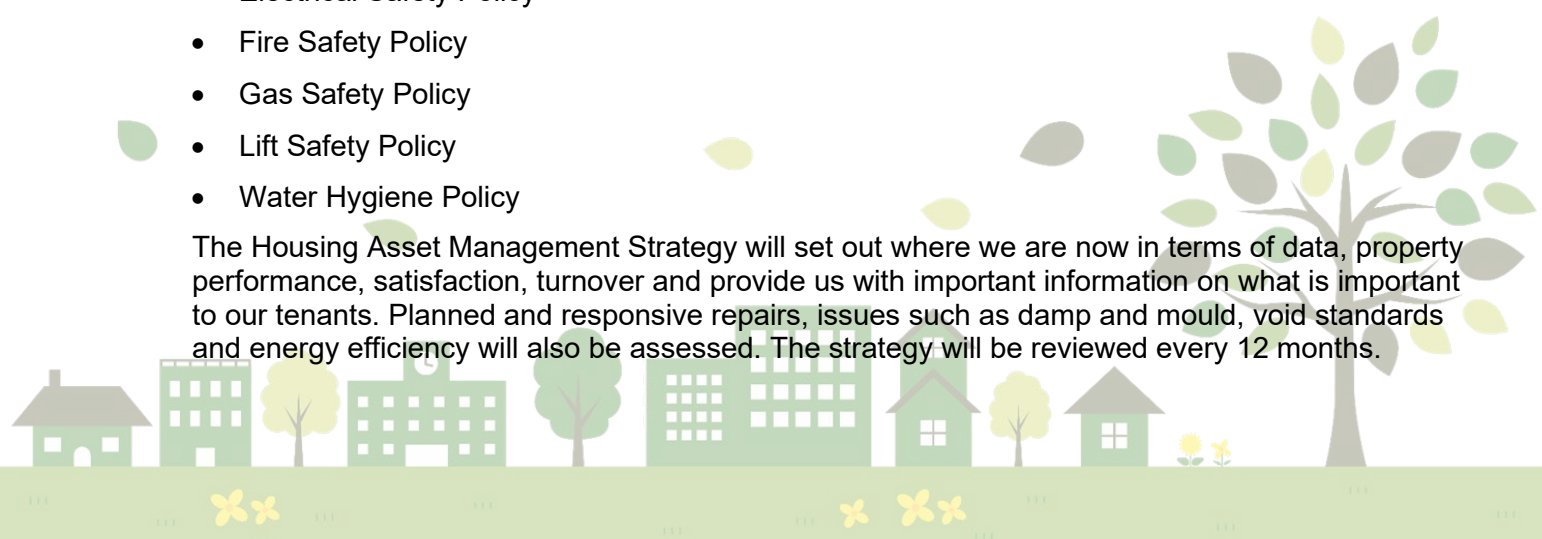 Electrical Safety Policy
• Fire Safety Policy
• Gas Safety Policy
• Lift Safety Policy
• Water Hygiene Policy
The Housing Asset Management Strategy will set out where we are now in terms of data, property
performance, satisfaction, turnover and provide us with important information on what is important
to our tenants. Planned and responsive repairs, issues such as damp and mould, void standards
and energy efficiency will also be assessed. The strategy will be reviewed every 12 months.